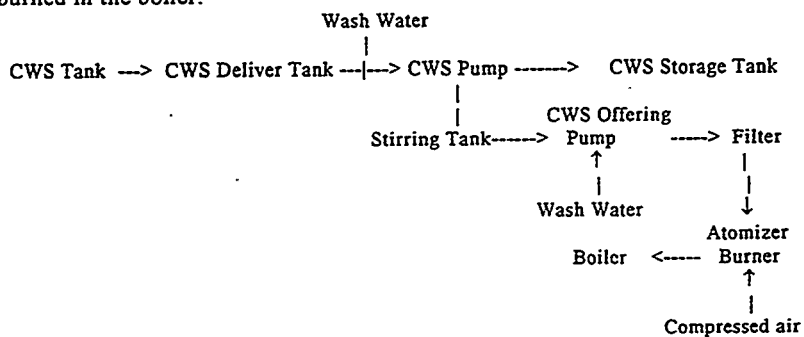 burned in the boiler.
Wash Water
CWS Tank ---> CWS Deliver Tank ---|---> CWS Pump -------> CWS Storage Tank
CWS Offering
Stirring Tank------> Pump -----> Filter
Wash Water
Atomizer
Boiler <----- Burner
Compressed air